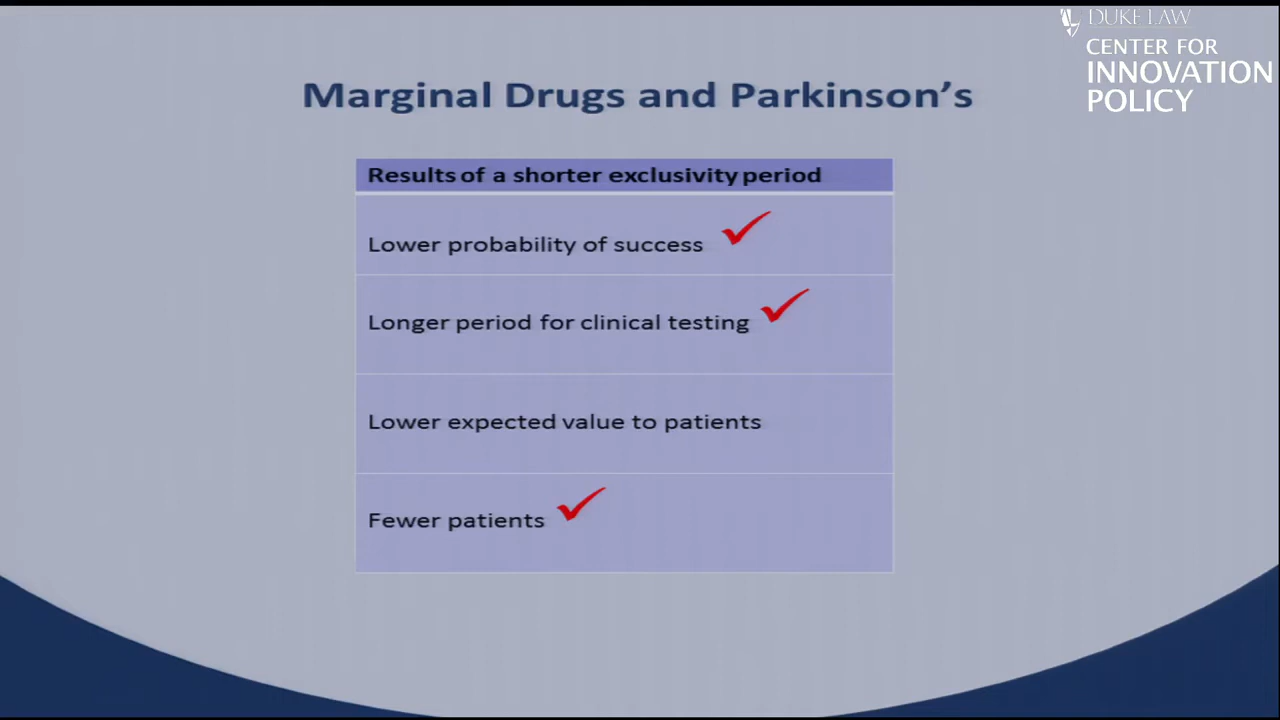 DUKE LAW
CENTER FOR
INNOVATION
POLICY
Marginal Drugs and Parkinson's
Results of a shorter exclusivity period
Lower probability of success
Longer period for clinical testing
Lower expected value to patients
Fewer patients